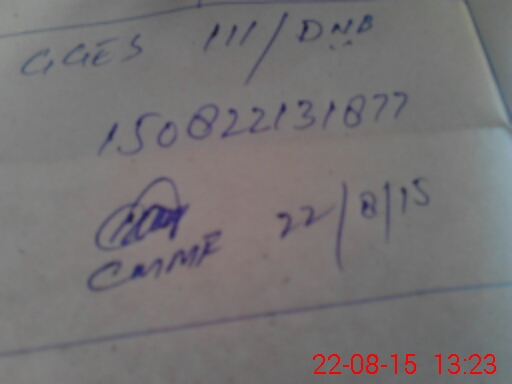 GGES 111/DNB
150822131877
CMMF 22/8/15
22-08-15 13:23